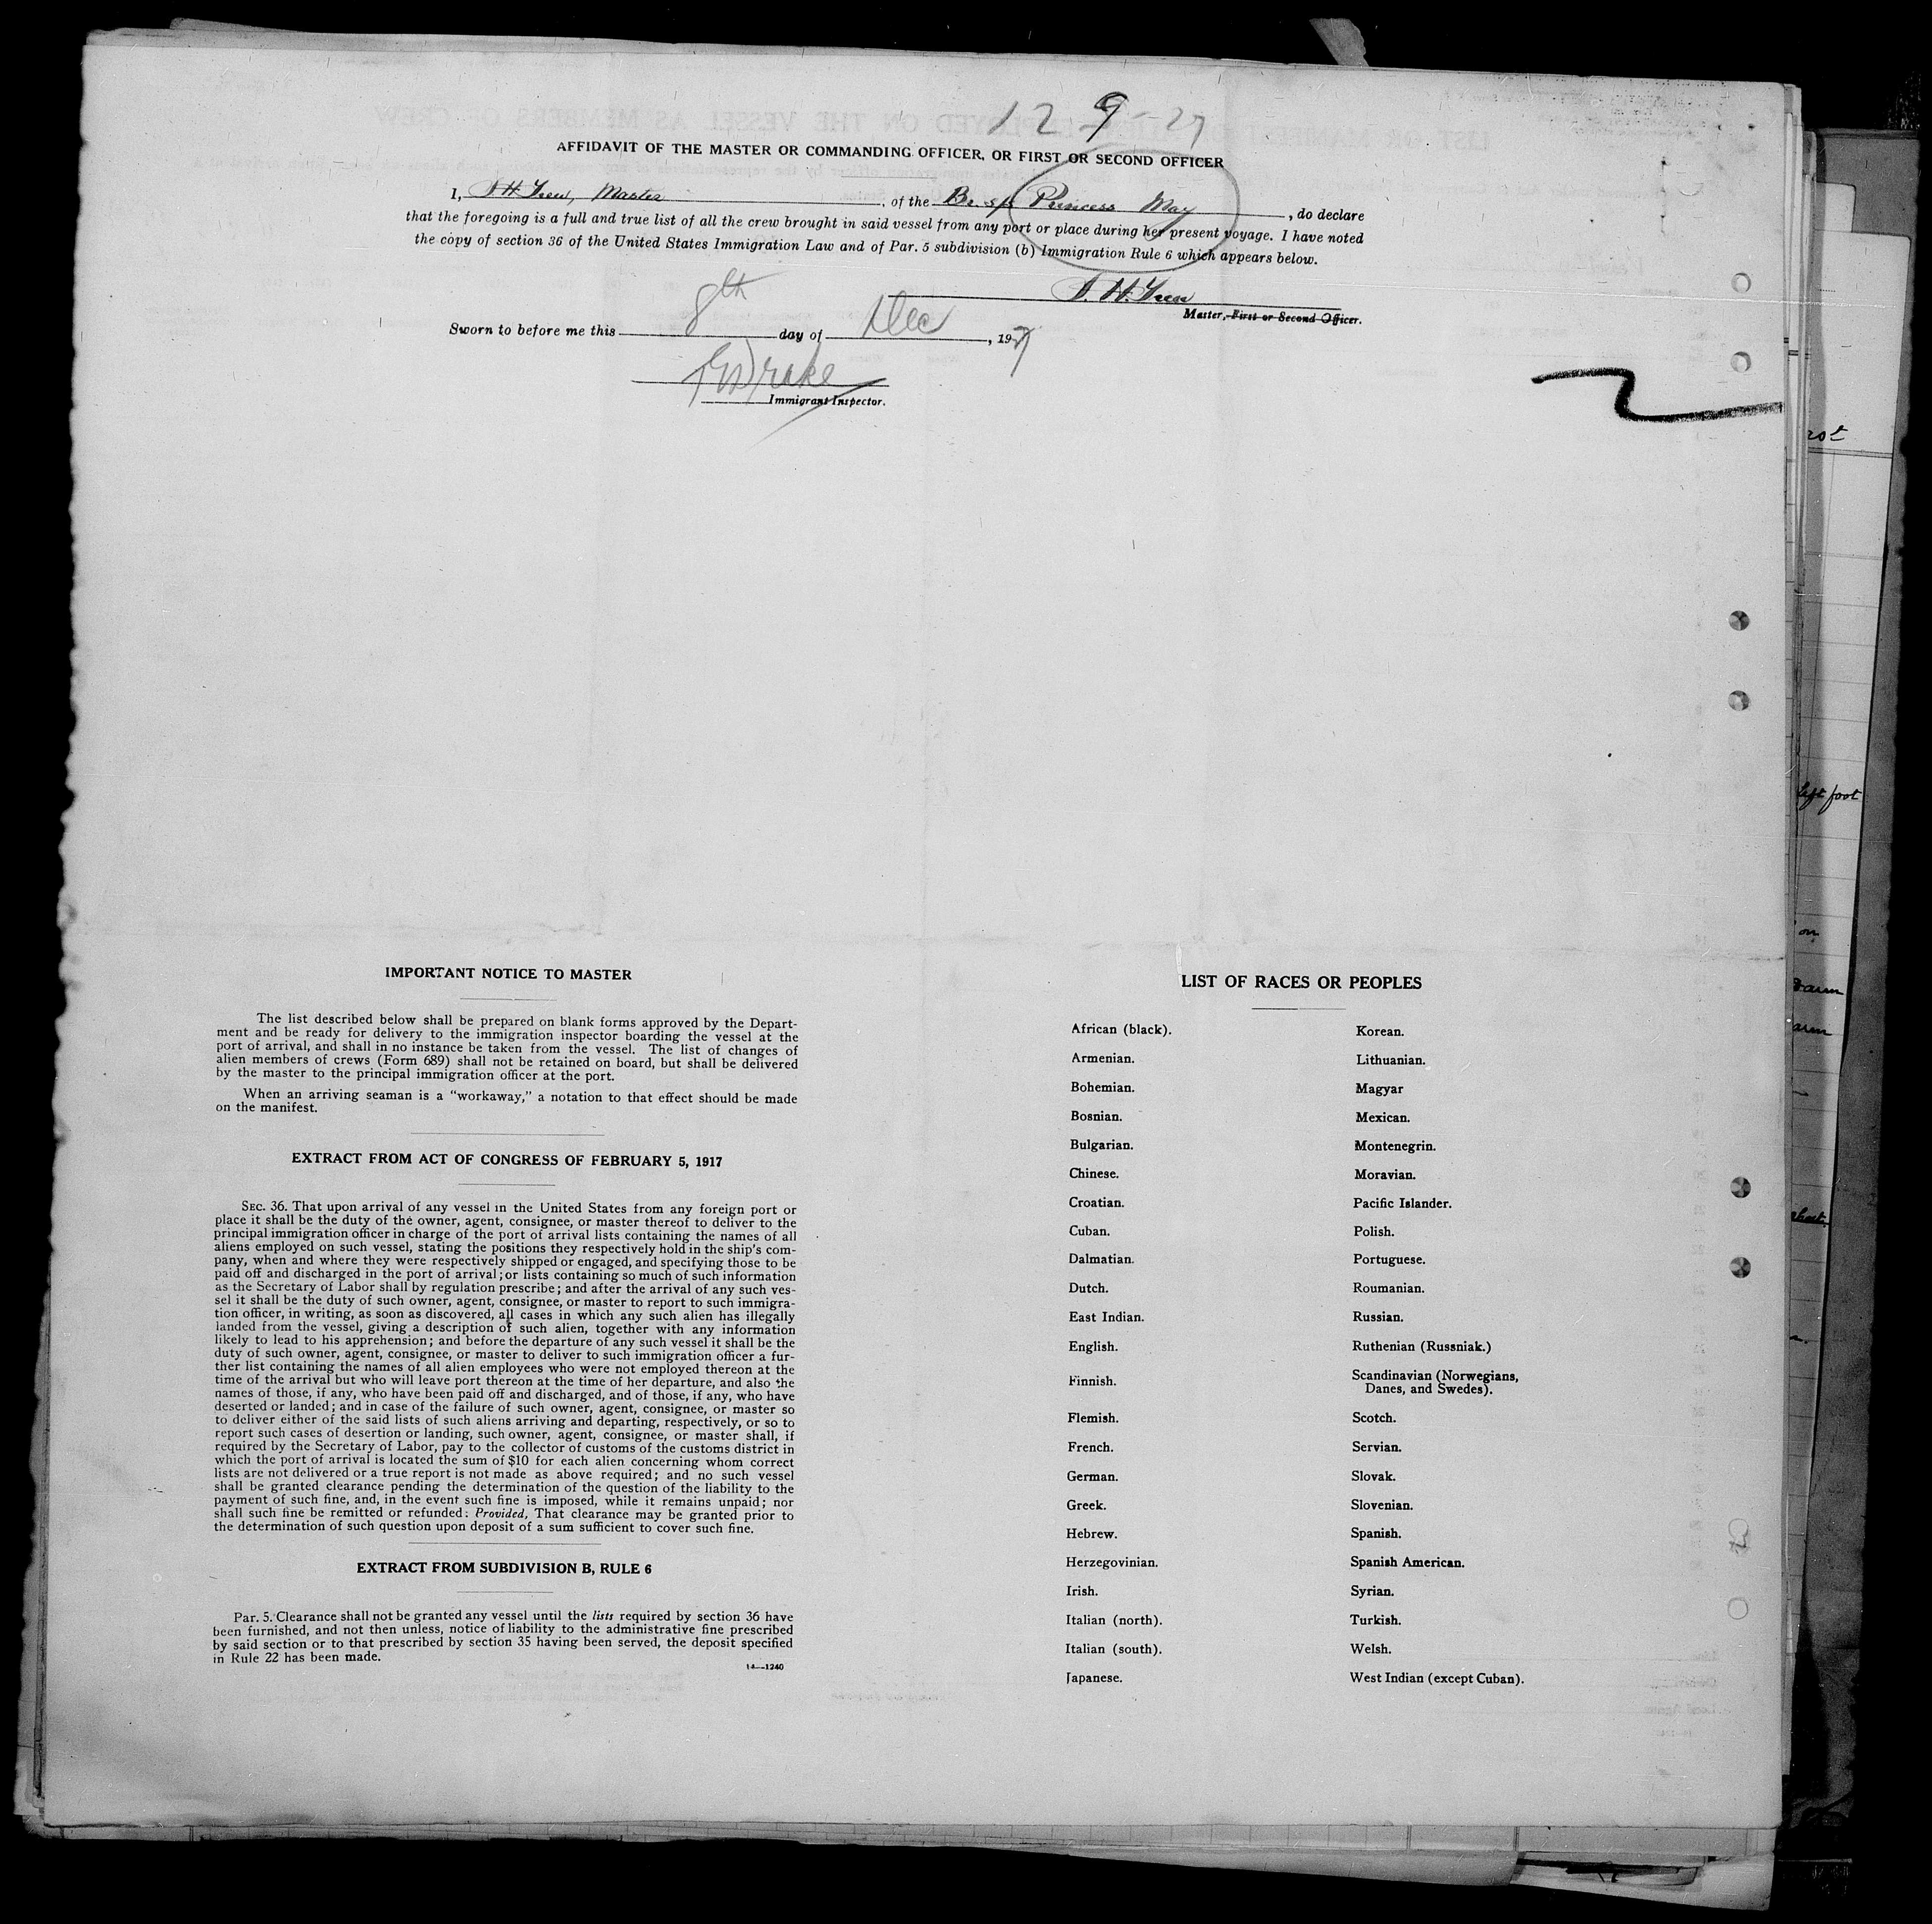 12 9-27
AFFIDAVIT OF THE MASTER OR COMMANDING OFFICER, OR FIRST OR SECOND OFFICER
I, Master, of the Br s/s Princess May, do declare
that the foregoing is a full and true list of all the crew brought in said vessel from any port or place during her present voyage. I have noted
the copy of section 36 of the United States Immigration Law and of Par. 5 subdivision (b) Immigration Rule 6 which appears below.
Master, First or Second Officer.
Sworn to before me this 8th day of Dec, 1927
Drake
Immigrant Inspector.
left foot
IMPORTANT NOTICE TO MASTER
The list described below shall be prepared on blank forms approved by the Depart-
ment and be ready for delivery to the immigration inspector boarding the vessel at the
port of arrival, and shall in no instance be taken from the vessel. The list of changes of
alien members of crews (Form 689) shall not be retained on board, but shall be delivered
by the master to the principal immigration officer at the port.
When an arriving seaman is a "workaway," a notation to that effect should be made
on the manifest.
EXTRACT FROM ACT OF CONGRESS OF FEBRUARY 5, 1917
SEC. 36. That upon arrival of any vessel in the United States from any foreign port or
place it shall be the duty of the owner, agent, consignee, or master thereof to deliver to the
principal immigration officer in charge of the port of arrival lists containing the names of all
aliens employed on such vessel, stating the positions they respectively hold in the ship's com-
pany, when and where they were respectively shipped or engaged, and specifying those to be
paid off and discharged in the port of arrival; or lists containing so much of such information
as the Secretary of Labor shall by regulation prescribe; and after the arrival of any such ves-
sel it shall be the duty of such owner, agent, consignee, or master to report to such immigra-
tion officer, in writing, as soon as discovered, all cases in which any such alien has illegally
landed from the vessel, giving a description of such alien, together with any information
likely to lead to his apprehension; and before the departure of any such vessel it shall be the
duty of such owner, agent, consignee, or master to deliver to such immigration officer a fur-
ther list containing the names of all alien employees who were not employed thereon at the
time of the arrival but who will leave port thereon at the time of her departure, and also the
names of those, if any, who have been paid off and discharged, and of those, if any, who have
deserted or landed; and in case of the failure of such owner, agent, consignee, or master so
to deliver either of the said lists of such aliens arriving and departing, respectively, or so to
report such cases of desertion or landing, such owner, agent, consignee, or master shall, if
required by the Secretary of Labor, pay to the collector of customs of the customs district in
which the port of arrival is located the sum of $10 for each alien concerning whom correct
lists are not delivered or a true report is not made as above required; and no such vessel
shall be granted clearance pending the determination of the question of the liability to the
payment of such fine, and, in the event such fine is imposed, while it remains unpaid; nor
shall such fine be remitted or refunded: Provided, That clearance may be granted prior to
the determination of such question upon deposit of a sum sufficient to cover such fine.
EXTRACT FROM SUBDIVISION B, RULE 6
Par. 5. Clearance shall not be granted any vessel until the lists required by section 36 have
been furnished, and not then unless, notice of liability to the administrative fine prescribed
by said section or to that prescribed by section 35 having been served, the deposit specified
in Rule 22 has been made.
14—1240
LIST OF RACES OR PEOPLES
African (black).
Armenian.
Bohemian.
Bosnian.
Bulgarian.
Chinese.
Croatian.
Cuban.
Dalmatian.
Dutch.
East Indian.
English.
Finnish.
Flemish.
French.
German.
Greek.
Hebrew.
Herzegovinian.
Irish.
Italian (north).
Italian (south).
Japanese.
Korean.
Lithuanian.
Magyar
Mexican.
Montenegrin.
Moravian.
Pacific Islander.
Polish.
Portuguese.
Roumanian.
Russian.
Ruthenian (Russniak.)
Scandinavian (Norwegians,
Danes, and Swedes).
Scotch.
Servian.
Slovak.
Slovenian.
Spanish.
Spanish American.
Syrian.
Turkish.
Welsh.
West Indian (except Cuban).